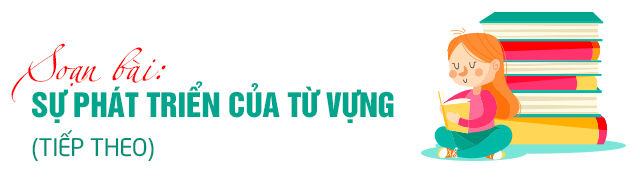 Soạn bài:
SỰ PHÁT TRIỂN CỦA TỪ VỰNG
(TIẾP THEO)